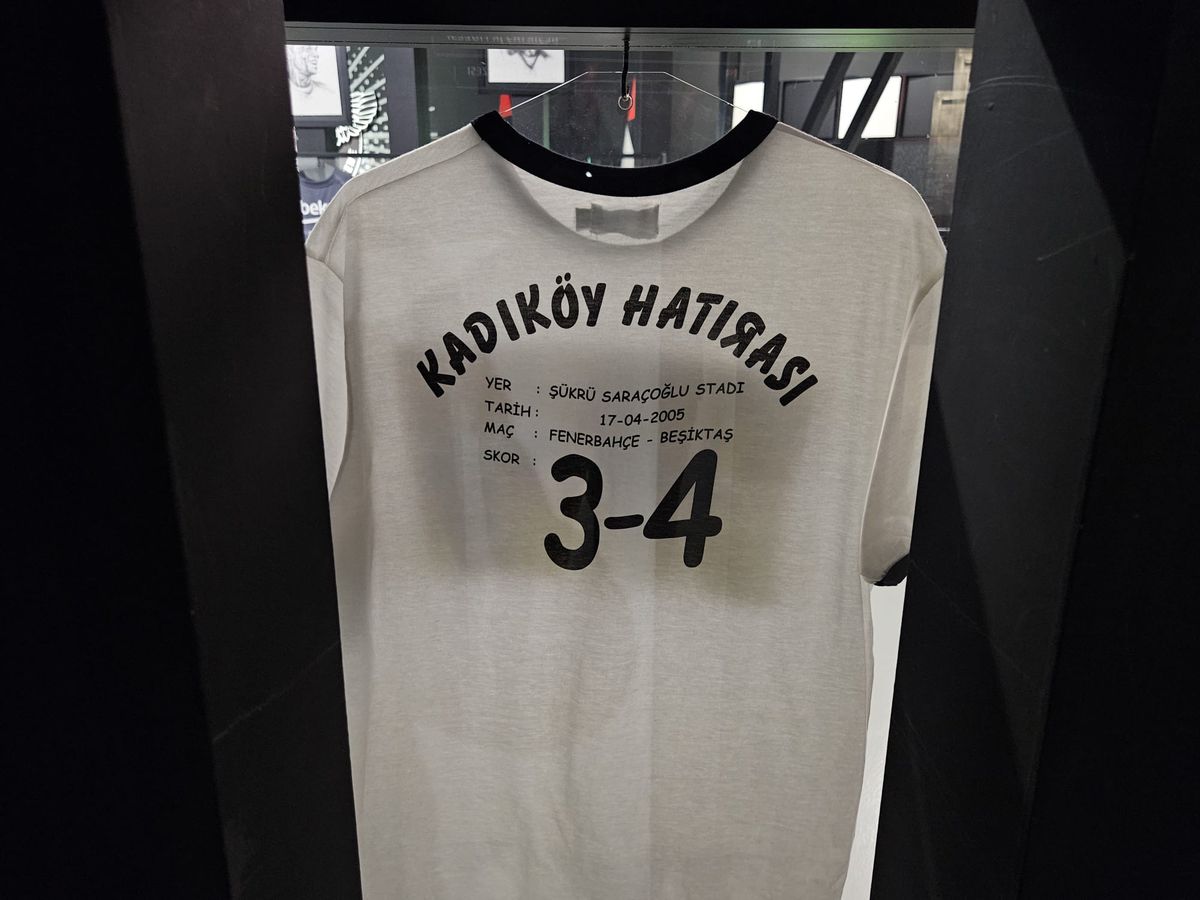 KADIKÖY HATIRASI
YER : ŞÜKRÜ SARAÇOĞLU STADI
TARİH : 17-04-2005
MAÇ : FENERBAHÇE - BEŞİKTAŞ
SKOR : 3-4